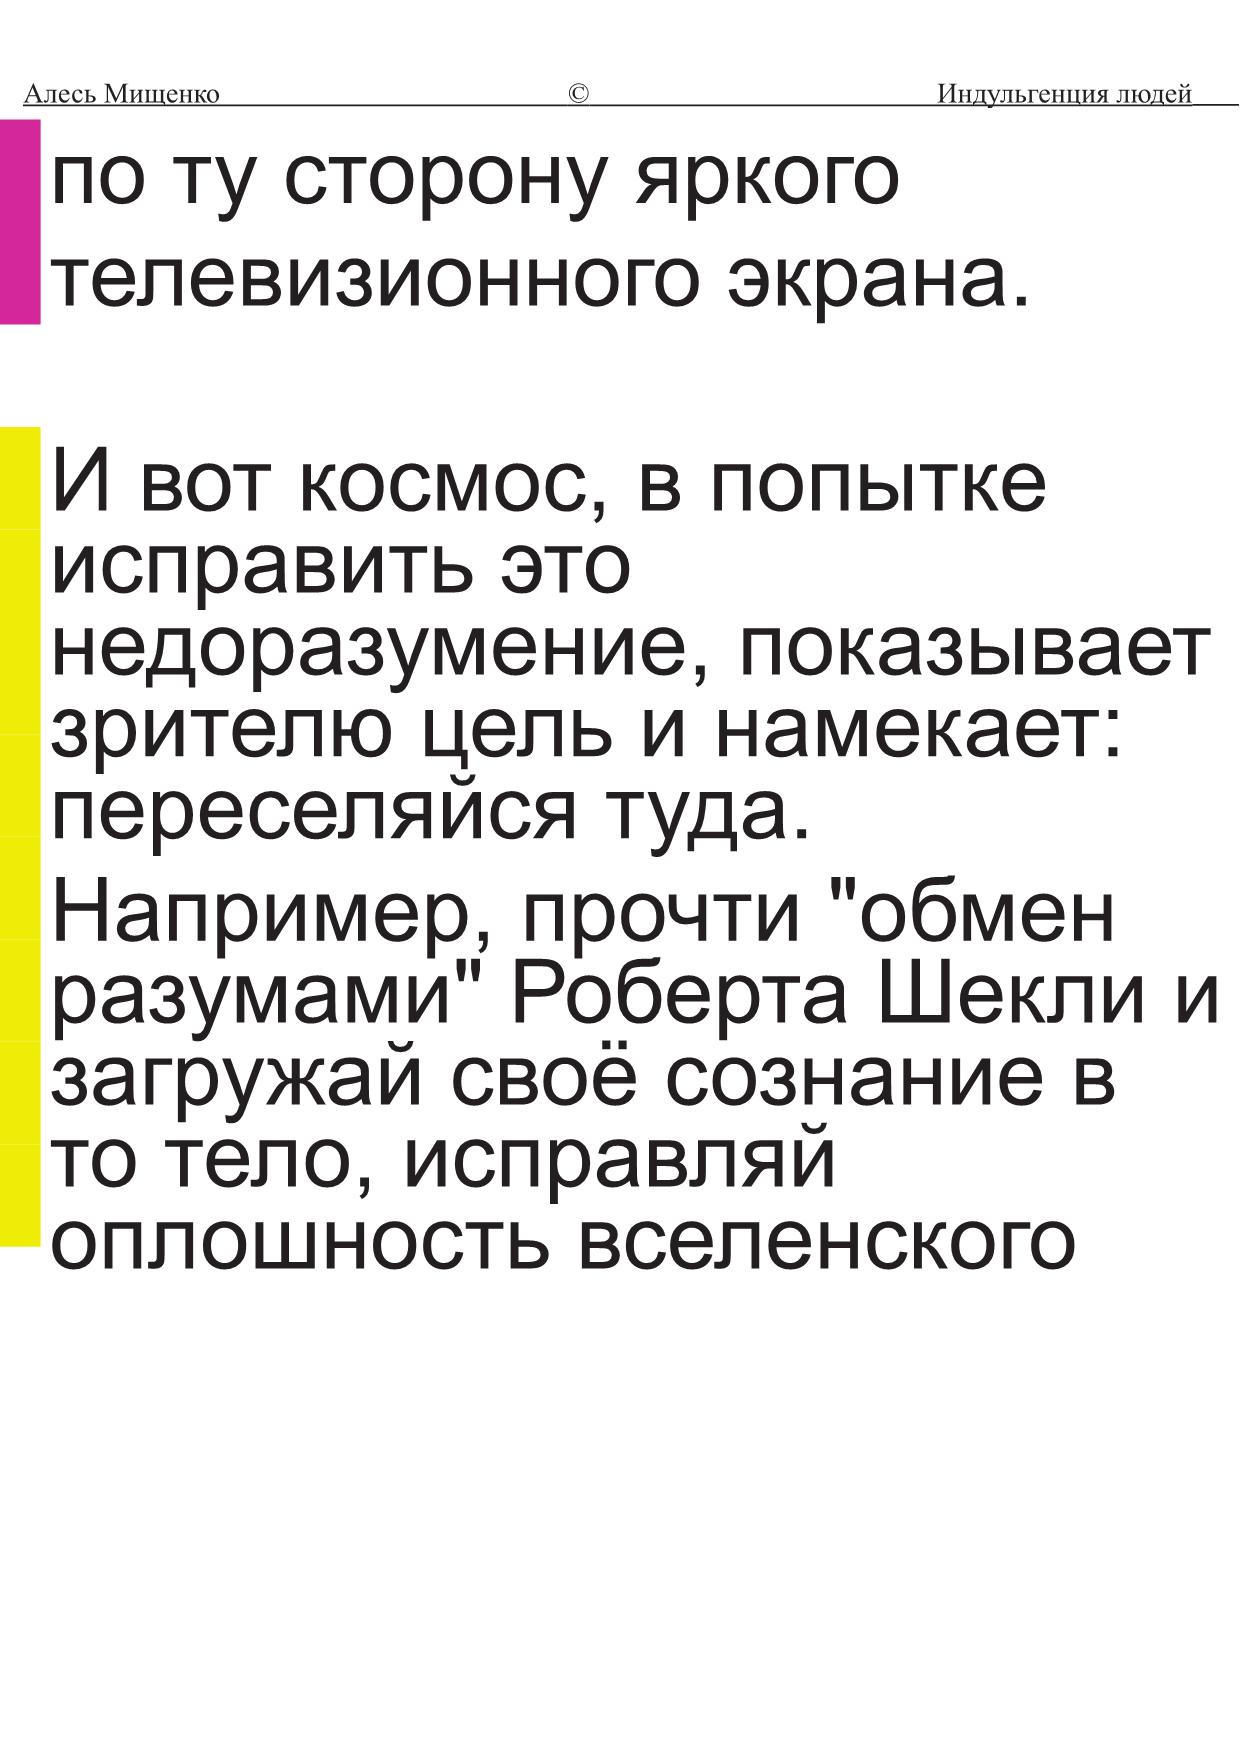 Алесь Мищенко © Индульгенция людей
по ту сторону яркого
телевизионного экрана.
И вот космос, в попытке
исправить это
недоразумение, показывает
зрителю цель и намекает:
переселяйся туда.
Например, прочти "обмен
разумами" Роберта Шекли и
загружай своё сознание в
то тело, исправляй
оплошность вселенского